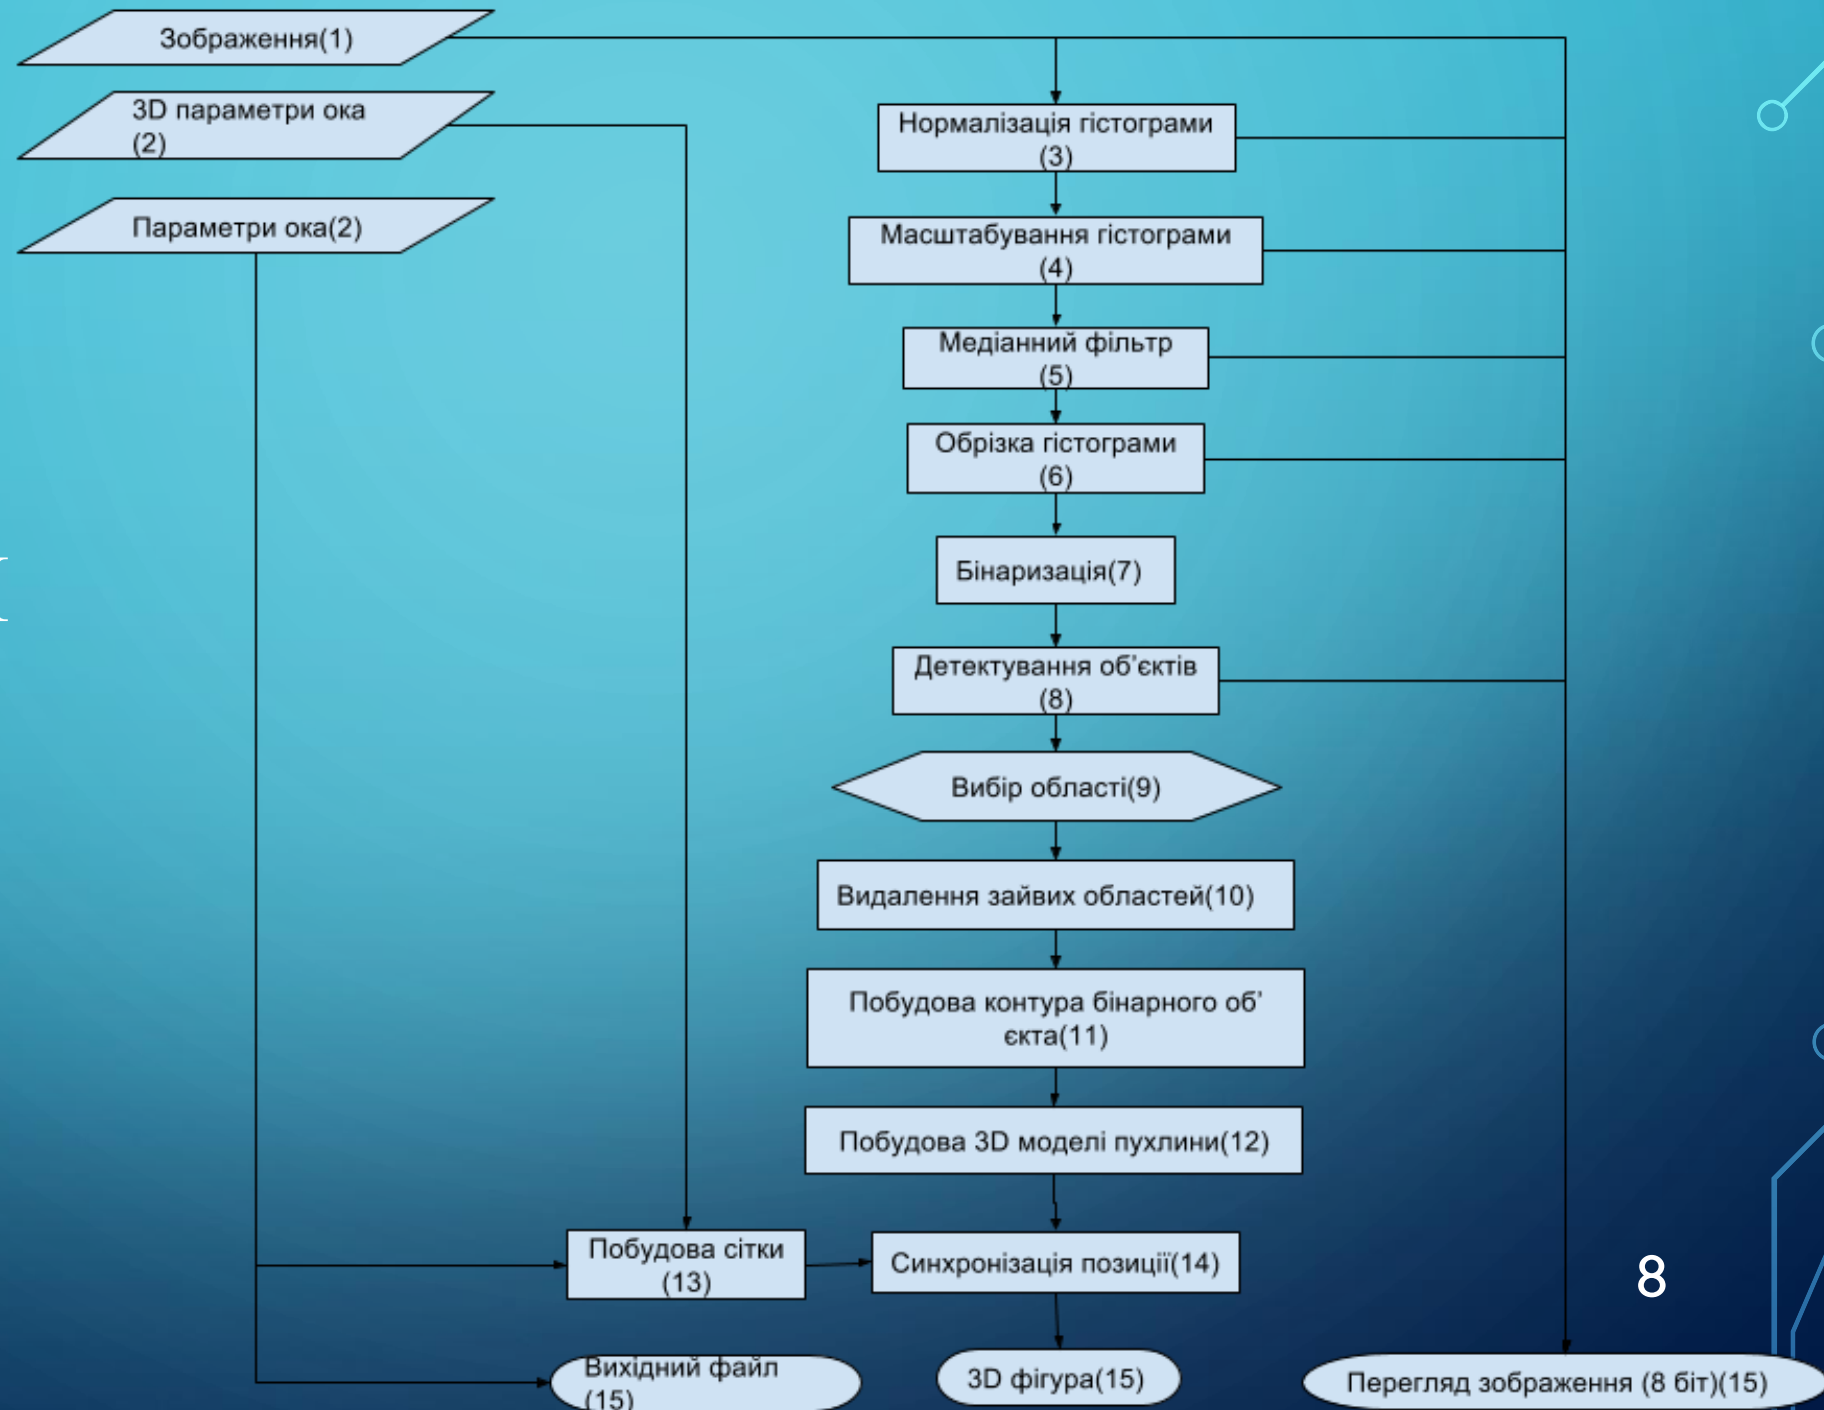 Зображення(1)
3D параметри ока
(2)
Параметри ока(2)
Нормалізація гістограми
(3)
Масштабування гістограми
(4)
Медіанний фільтр
(5)
Обрізка гістограми
(6)
Бінаризація(7)
Детектування об'єктів
(8)
Вибір області(9)
Видалення зайвих областей(10)
Побудова контура бінарного об'
єкта(11)
Побудова 3D моделі пухлини(12)
Побудова сітки
(13)
Синхронізація позиції(14)
8
Вихідний файл
(15)
3D фігура(15)
Перегляд зображення (8 біт)(15)